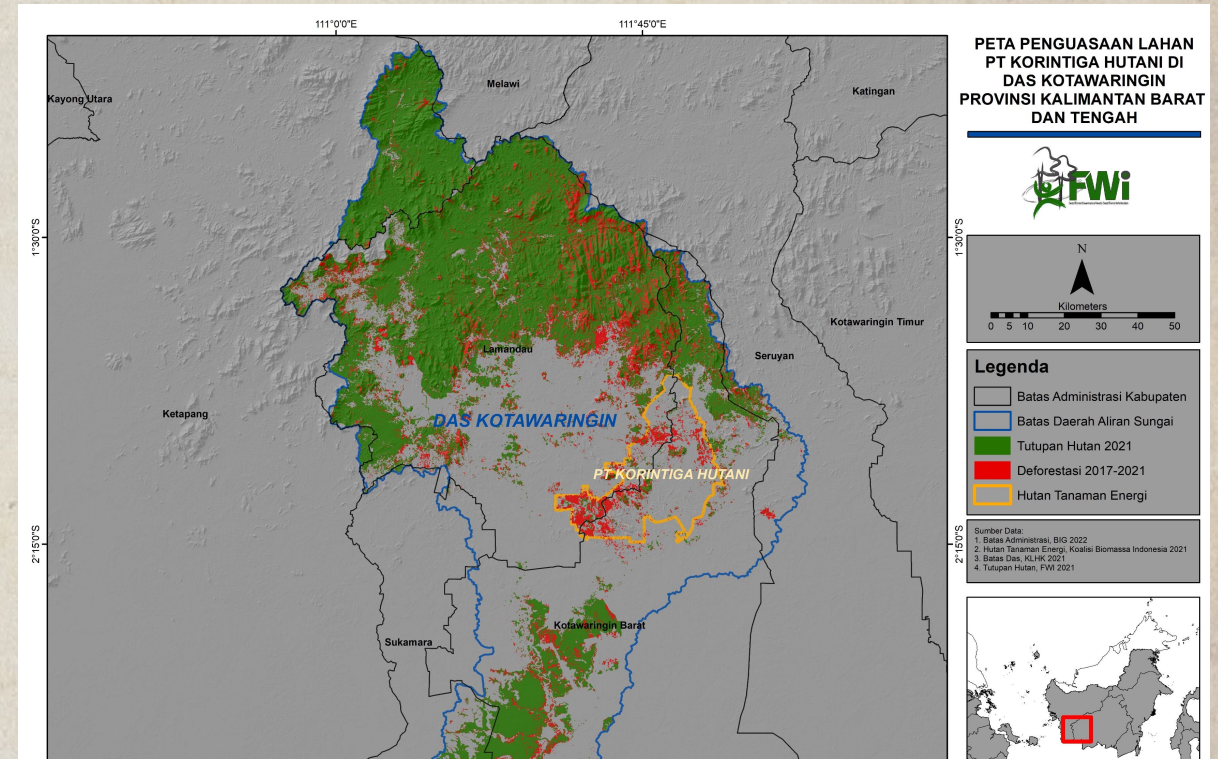 111°0'0"E
111°45'0"E
PETA PENGUASAAN LAHAN
PT KORINTIGA HUTANI DI
DAS KOTAWARINGIN
PROVINSI KALIMANTAN BARAT
DAN TENGAH
FWi
Kayong Utara
Melawi
Katingan
1°30'0"S
1°30'0"S
N
Kilometers
0 5 10 20 30 40 50
Kotawaringin Timur
Lamandau
Seruyan
Ketapang
DAS KOTAWARINGIN
PT KORINTIGA HUTANI
Legenda
Batas Administrasi Kabupaten
Batas Daerah Aliran Sungai
Tutupan Hutan 2021
Deforestasi 2017-2021
Hutan Tanaman Energi
2°15'0"S
2°15'0"S
Sumber Data:
1. Batas Administrasi, BIG 2022
2. Hutan Tanaman Energi, Koalisi Biomassa Indonesia 2021
3. Batas Das, KLHK 2021
4. Tutupan Hutan, FWI 2021
Kotawaringin Barat
Sukamara